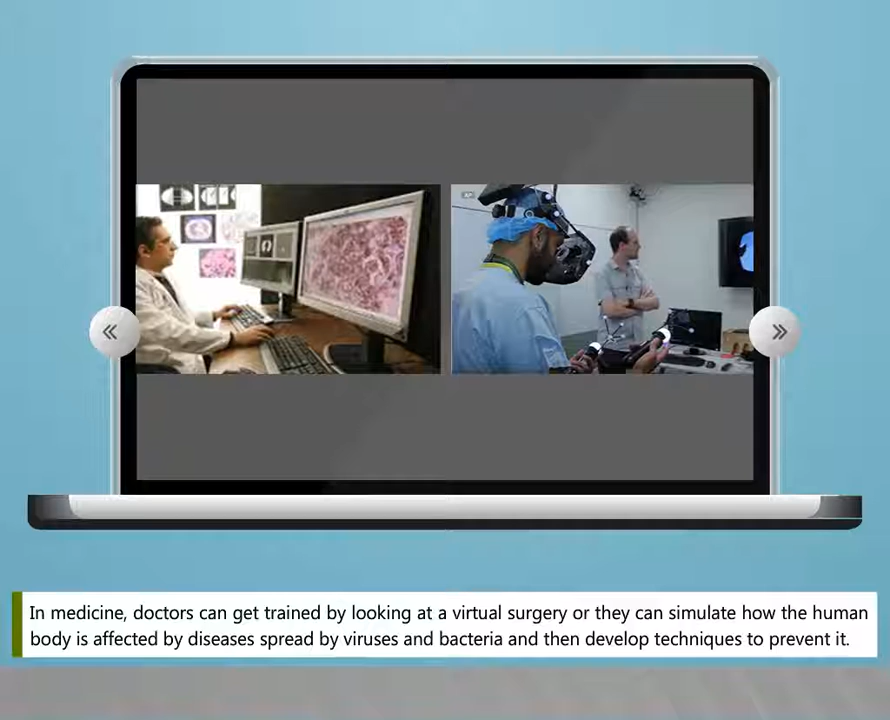 In medicine, doctors can get trained by looking at a virtual surgery or they can simulate how the human
body is affected by diseases spread by viruses and bacteria and then develop techniques to prevent it.